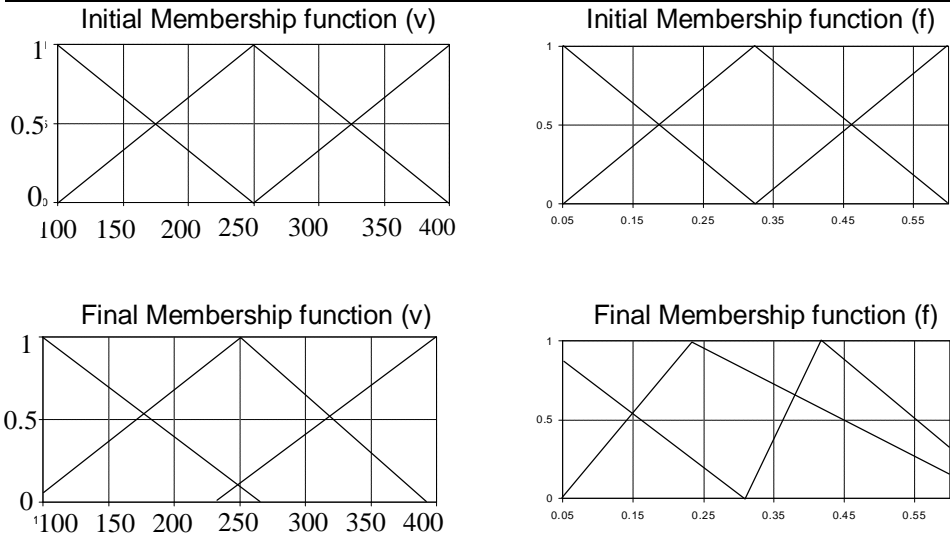 Initial Membership function (v)
1
0.5
0
100 150 200 250 300 350 400
Initial Membership function (f)
1
0.5
0
0.05 0.15 0.25 0.35 0.45 0.55
Final Membership function (v)
1
0.5
0
100 150 200 250 300 350 400
Final Membership function (f)
1
0.5
0
0.05 0.15 0.25 0.35 0.45 0.55